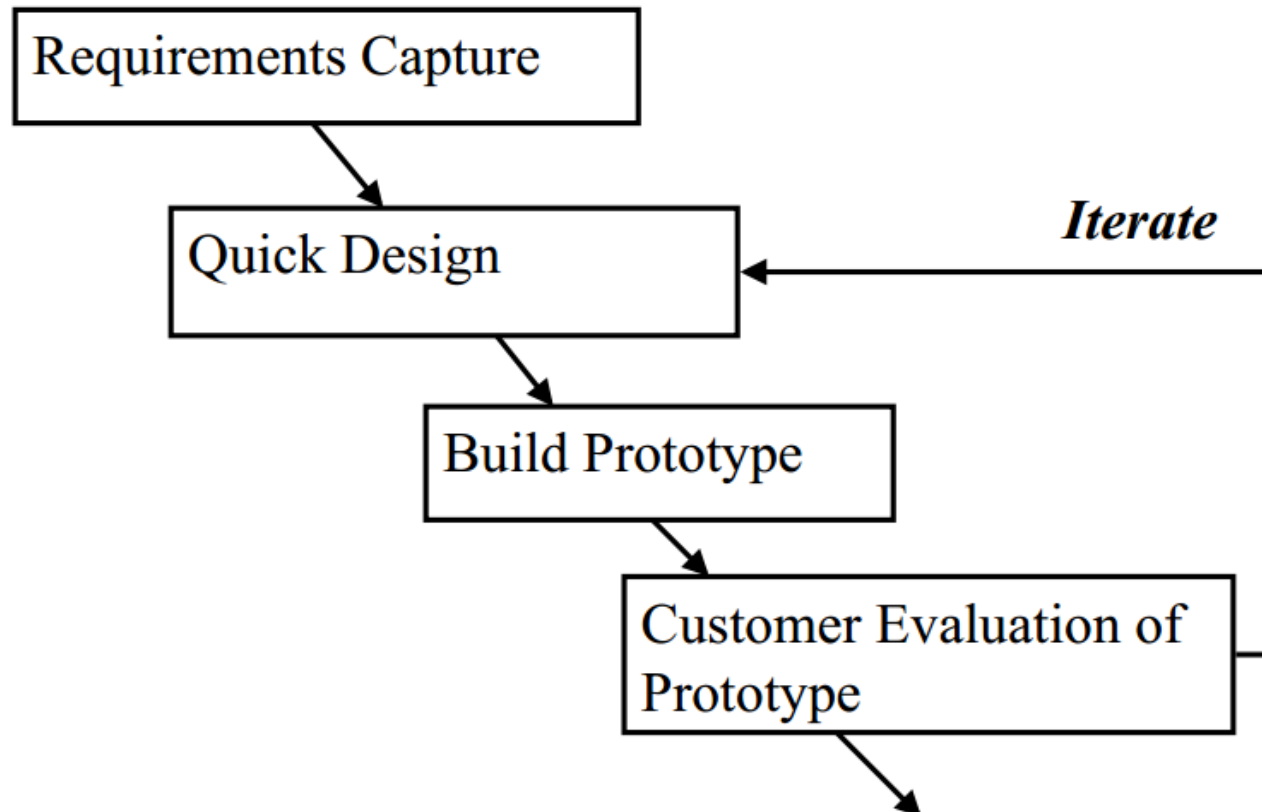 Requirements Capture
Iterate
Quick Design
Build Prototype
Customer Evaluation of
Prototype